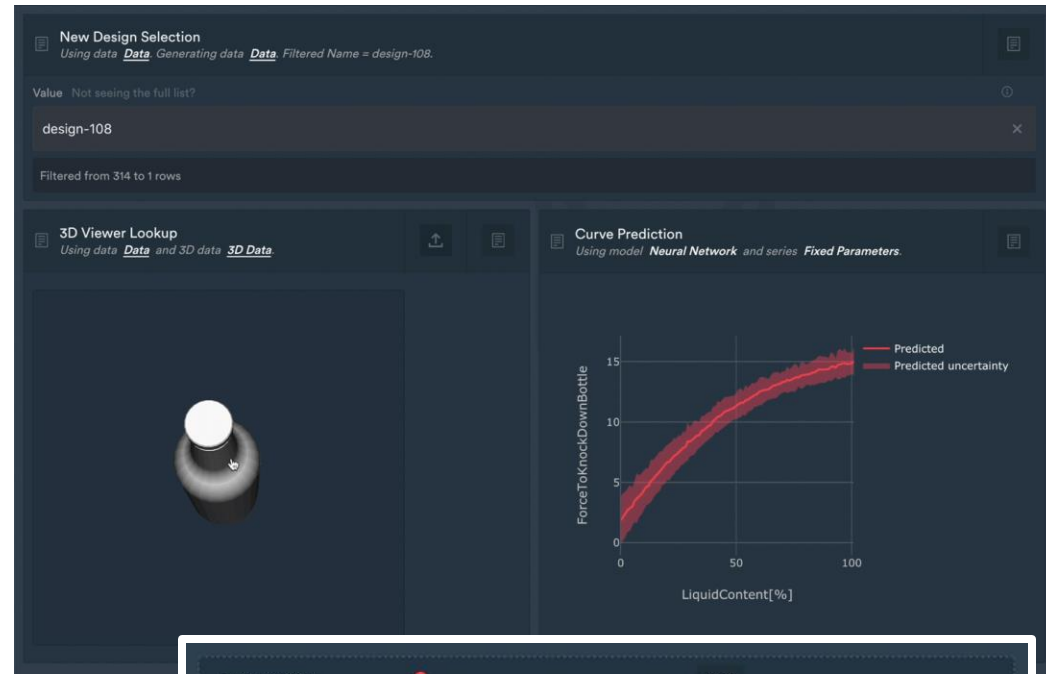 New Design Selection
Using data Data. Generating data Data. Filtered Name = design-108.
Value Not seeing the full list?
design-108
Filtered from 314 to 1 rows
3D Viewer Lookup
Using data Data and 3D data 3D Data.
Curve Prediction
Using model Neural Network and series Fixed Parameters.
Predicted
Predicted uncertainty
15
10
5
0
ForceToKnockDownBottle
0 50 100
LiquidContent[%]